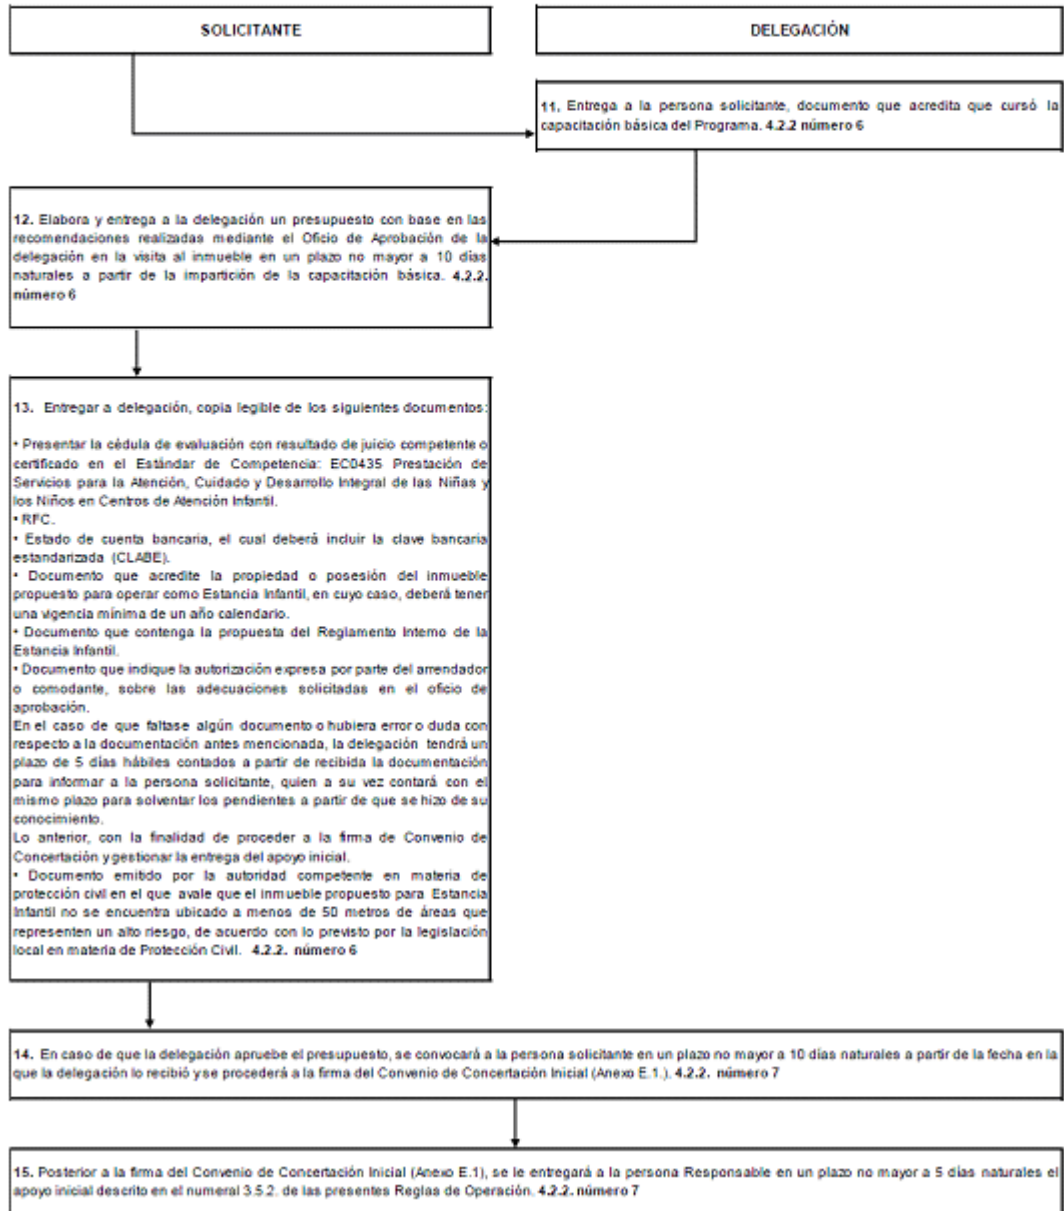 SOLICITANTE
DELEGACIÓN
11. Entrega a la persona solicitante, documento que acredita que cursó la
capacitación básica del Programa. 4.2.2 número 6
12. Elabora y entrega a la delegación un presupuesto con base en las
recomendaciones realizadas mediante el Oficio de Aprobación de la
delegación en la visita al inmueble en un plazo no mayor a 10 días
naturales a partir de la impartición de la capacitación básica. 4.2.2.
número 6
13. Entregar a delegación, copia legible de los siguientes documentos:
• Presentar la cédula de evaluación con resultado de juicio competente o
certificado en el Estándar de Competencia: EC0435 Prestación de
Servicios para la Atención, Cuidado y Desarrollo Integral de las Niñas y
los Niños en Centros de Atención Infantil.
• RFC.
• Estado de cuenta bancaria, el cual deberá incluir la clave bancaria
estandarizada (CLABE).
• Documento que acredite la propiedad o posesión del inmueble
propuesto para operar como Estancia Infantil, en cuyo caso, deberá tener
una vigencia mínima de un año calendario.
• Documento que contenga la propuesta del Reglamento Interno de la
Estancia Infantil.
• Documento que indique la autorización expresa por parte del arrendador
o comodante, sobre las adecuaciones solicitadas en el oficio de
aprobación.
En el caso de que faltase algún documento o hubiera error o duda con
respecto a la documentación antes mencionada, la delegación tendrá un
plazo de 5 días hábiles contados a partir de recibida la documentación
para informar a la persona solicitante, quien a su vez contará con el
mismo plazo para solventar los pendientes a partir de que se hizo de su
conocimiento.
Lo anterior, con la finalidad de proceder a la firma de Convenio de
Concertación y gestionar la entrega del apoyo inicial.
• Documento emitido por la autoridad competente en materia de
protección civil en el que avale que el inmueble propuesto para Estancia
Infantil no se encuentra ubicado a menos de 50 metros de áreas que
representen un alto riesgo, de acuerdo con lo previsto por la legislación
local en materia de Protección Civil. 4.2.2. número 6
14. En caso de que la delegación apruebe el presupuesto, se convocará a la persona solicitante en un plazo no mayor a 10 días naturales a partir de la fecha en la
que la delegación lo recibió y se procederá a la firma del Convenio de Concertación Inicial (Anexo E.1.). 4.2.2. número 7
15. Posterior a la firma del Convenio de Concertación Inicial (Anexo E.1), se le entregará a la persona Responsable en un plazo no mayor a 5 días naturales el
apoyo inicial descrito en el numeral 3.5.2. de las presentes Reglas de Operación. 4.2.2. número 7